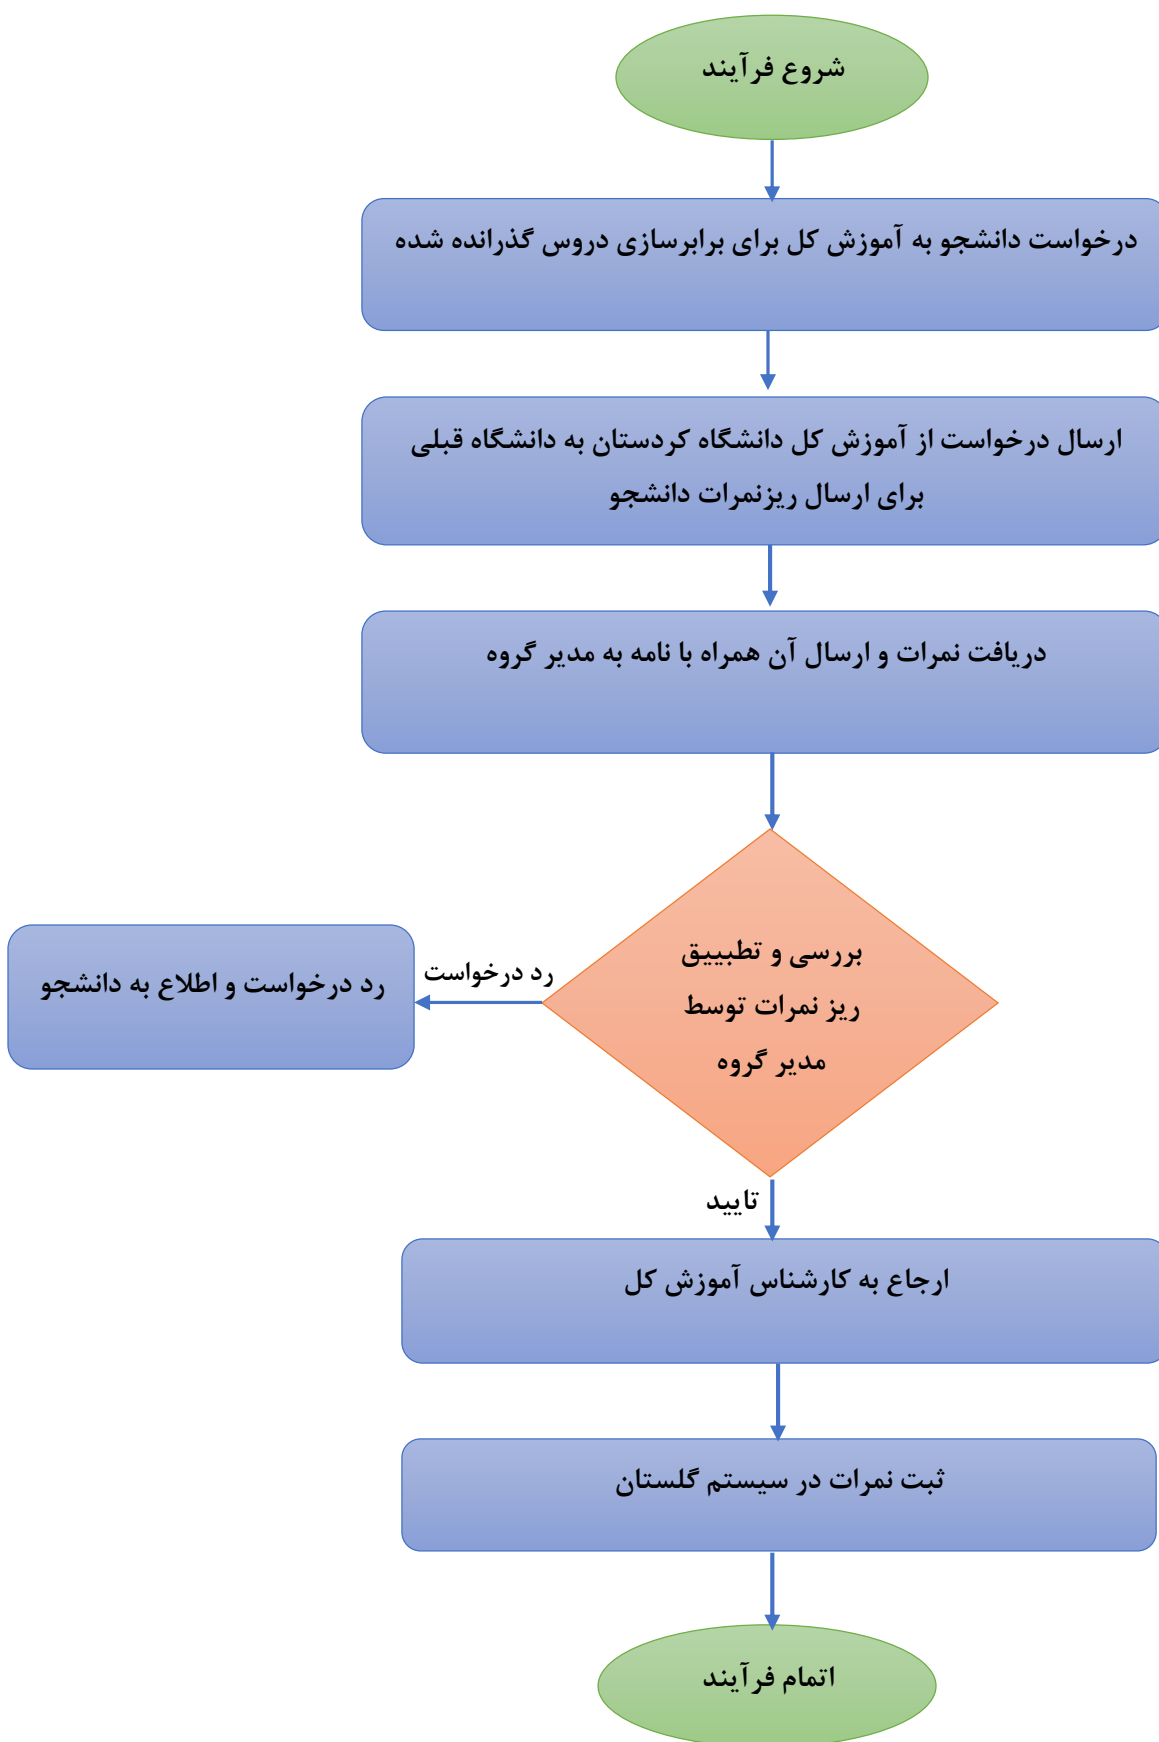 شروع فرآیند
درخواست دانشجو به آموزش کل برای برابرسازی دروس گذرانده شده
ارسال درخواست از آموزش کل دانشگاه کردستان به دانشگاه قبلی
برای ارسال ریزنمرات دانشجو
دریافت نمرات و ارسال آن همراه با نامه به مدیر گروه
بررسی و تطبییق
ریز نمرات توسط
مدیر گروه
رد درخواست
رد درخواست و اطلاع به دانشجو
تایید
ارجاع به کارشناس آموزش کل
ثبت نمرات در سیستم گلستان
اتمام فرآیند